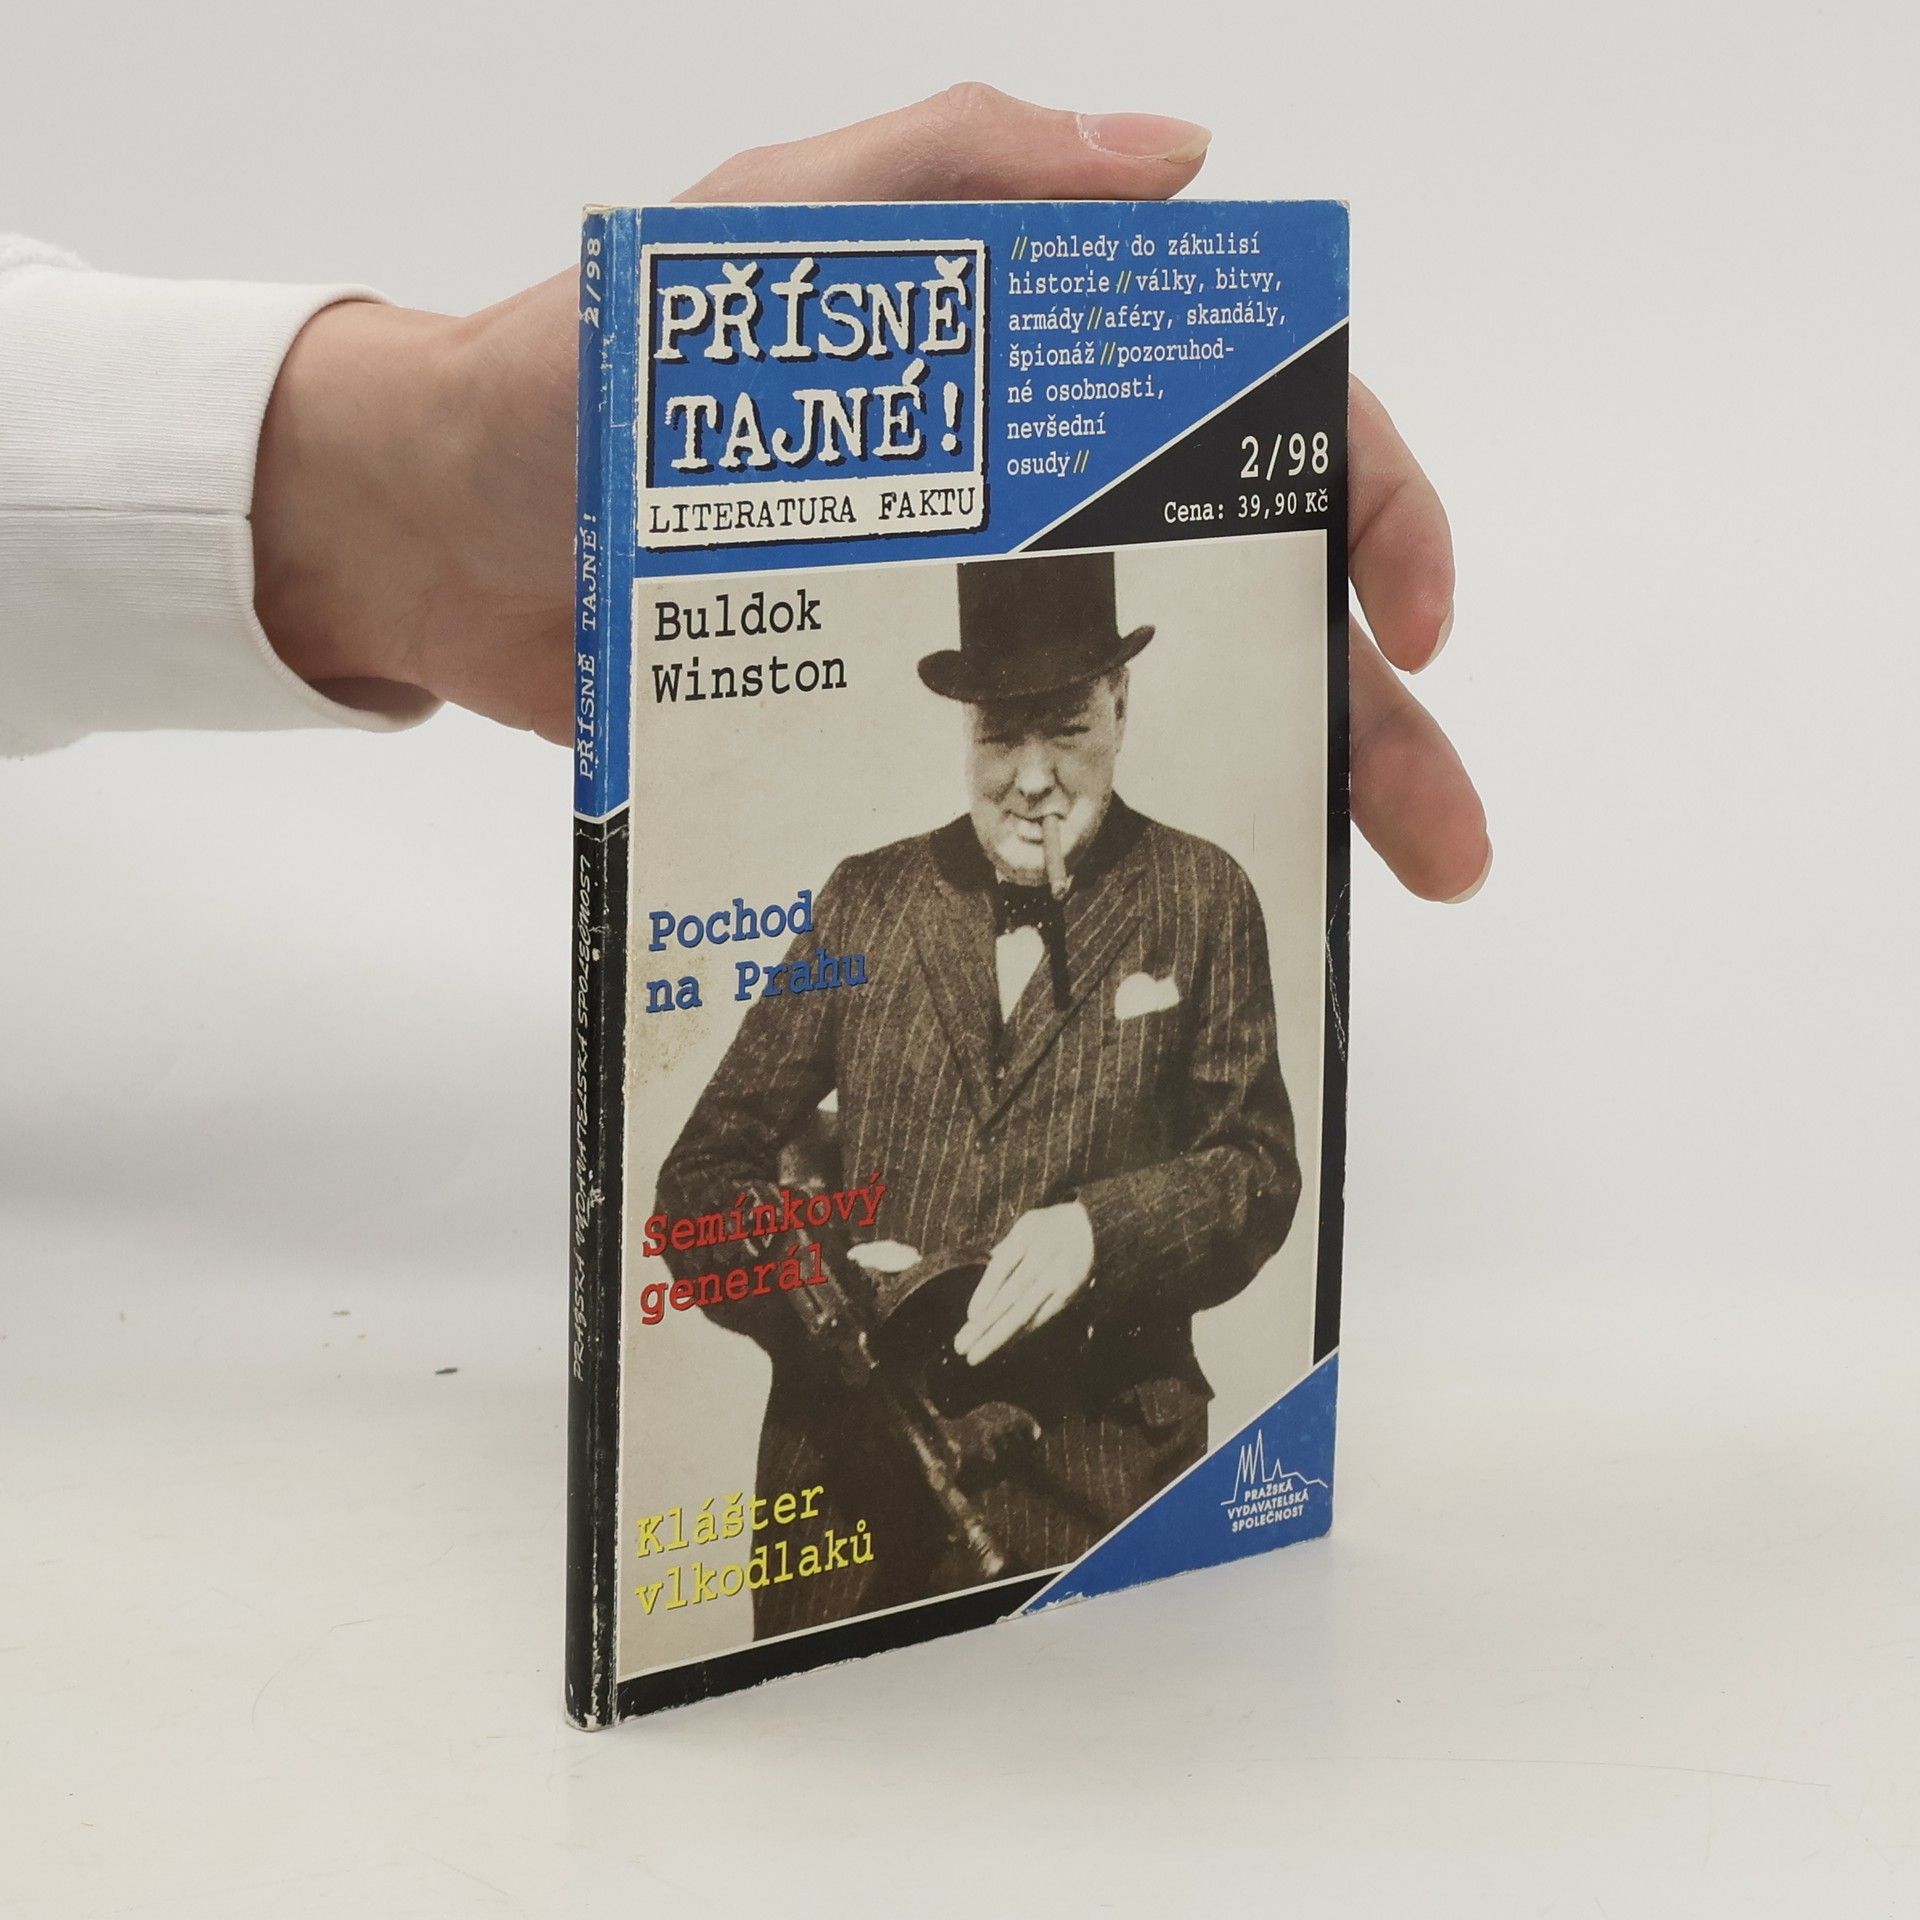 PŘÍSNĚ
TAJNÉ!
LITERATURA FAKTU
//pohledy do zákulisí
historie//války, bitvy,
armády//aféry, skandály,
špionáž//pozoruhod-
né osobnosti,
nevšední
osudy//
2/98
Cena: 39,90 Kč
Buldok
Winston
Pochod
na Prahu
Semínkový
generál
Klášter
vlkodlaků
PRAŽSKÁ
VYDAVATELSKÁ
SPOLEČNOST
PRAŽSKÁ VYDAVATELSKÁ SPOLEČNOST PŘÍSNĚ TAJNÉ! 2/98